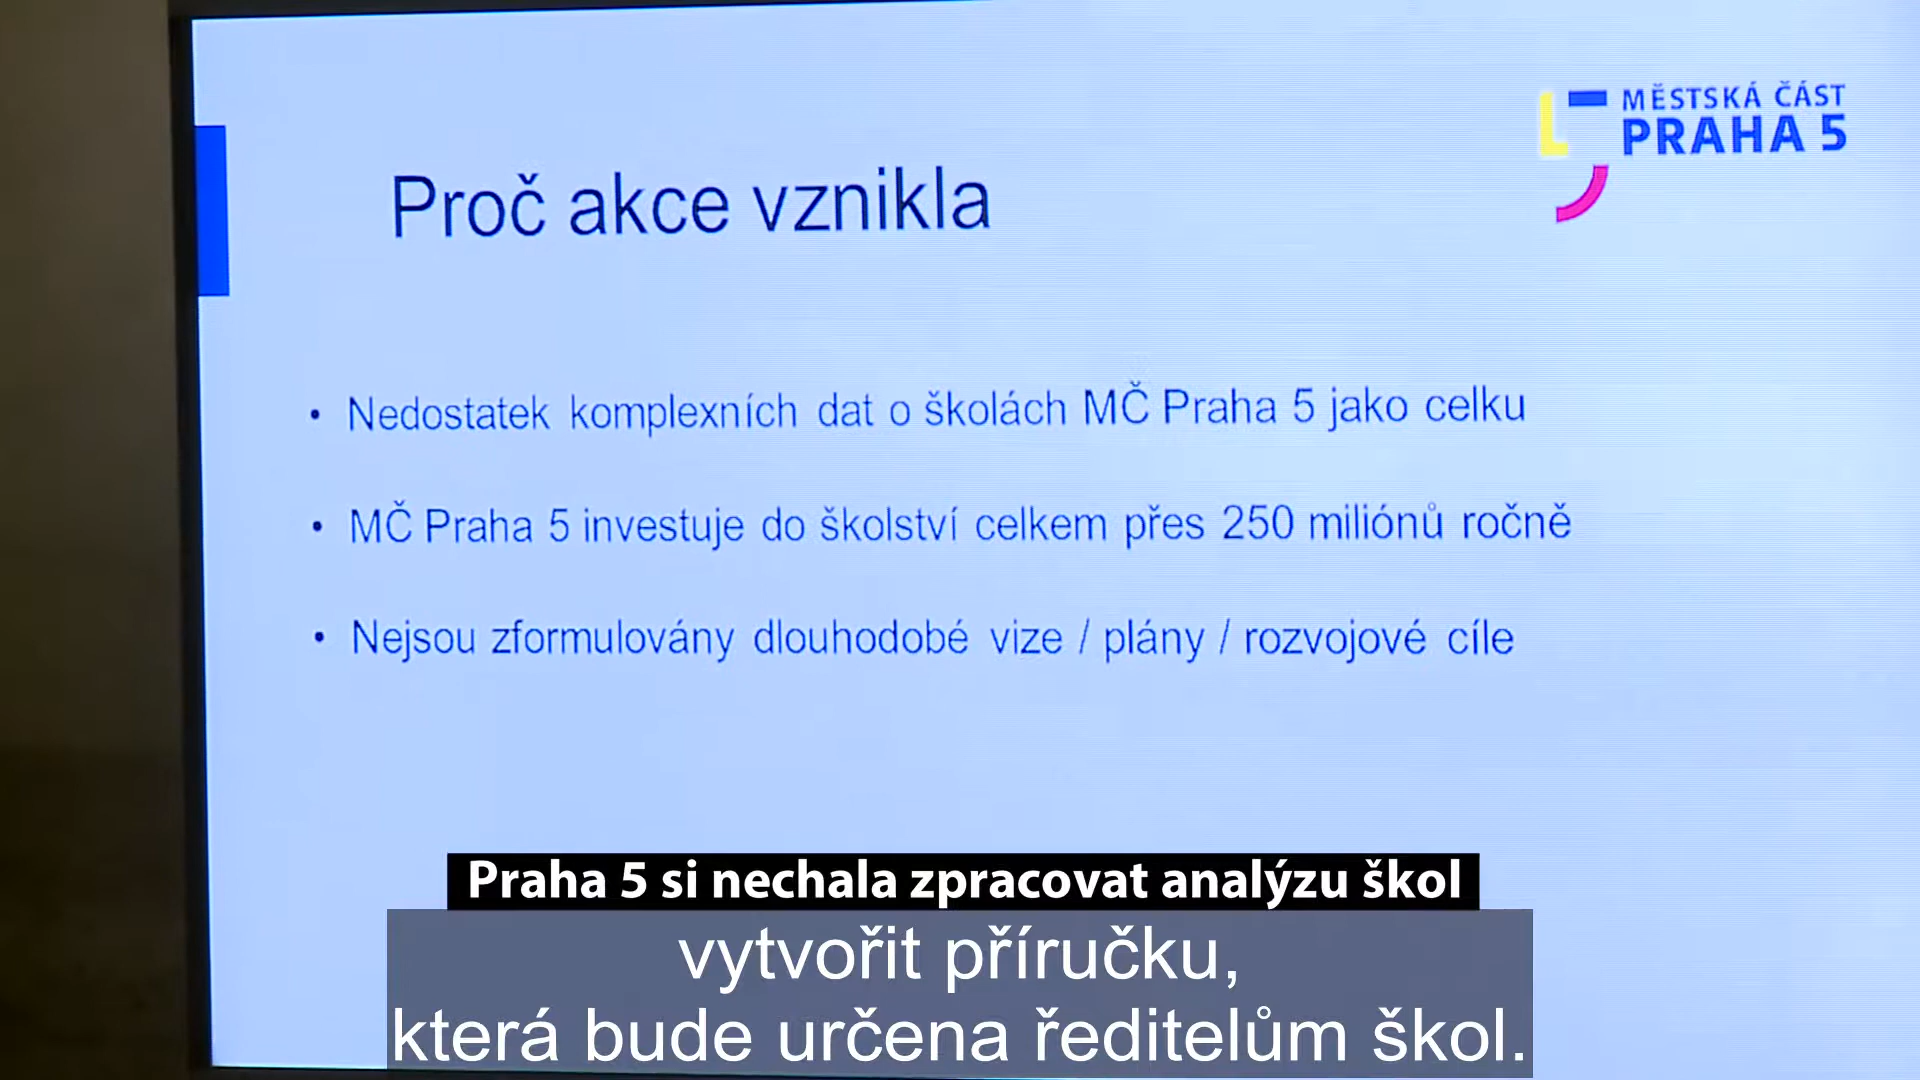 MĚSTSKÁ ČÁST
PRAHA 5
Proč akce vznikla
• Nedostatek komplexních dat o školách MČ Praha 5 jako celku
• MČ Praha 5 investuje do školství celkem přes 250 miliónů ročně
• Nejsou zformulovány dlouhodobé vize / plány / rozvojové cíle
Praha 5 si nechala zpracovat analýzu škol
vytvořit příručku,
která bude určena ředitelům škol.